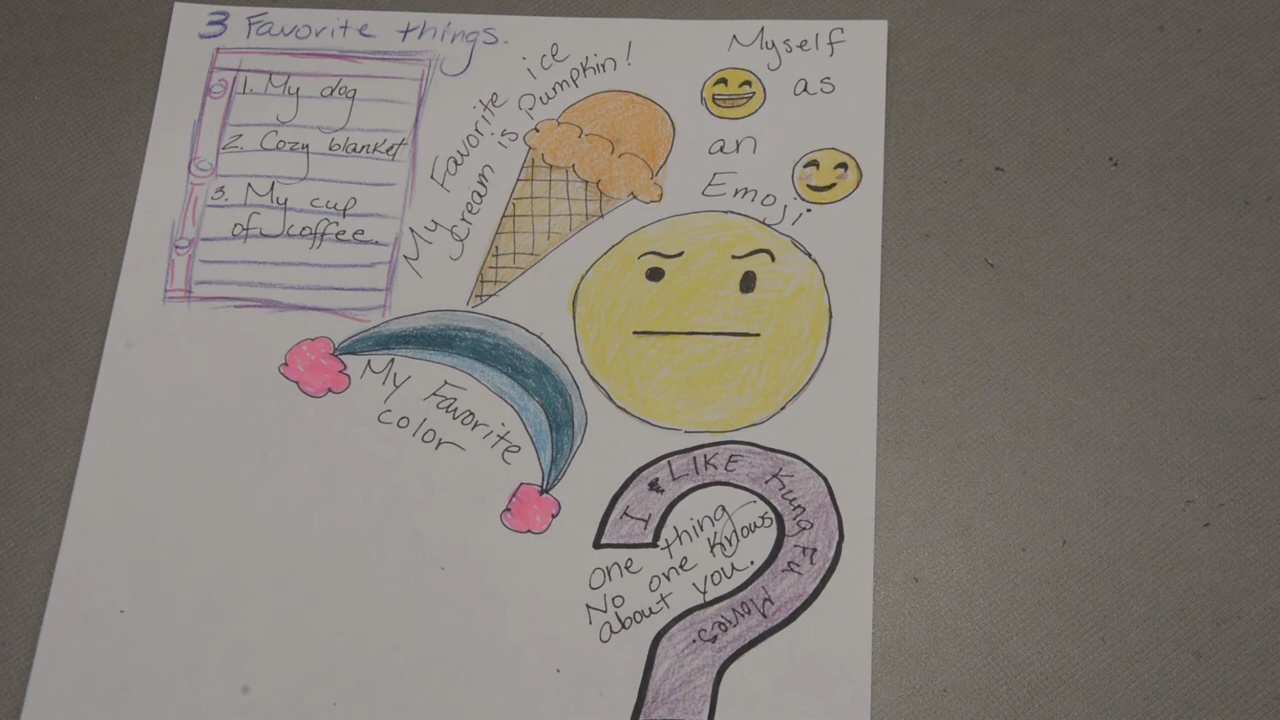 3 Favorite things.
1. My dog
2. Cozy blanket
3. My cup
of coffee.
My Favorite ice
cream is Pumpkin!
Myself
as
an
Emoji
My Favorite
color
I LIKE Kung Fu Movies.
one thing
No one knows
about you.